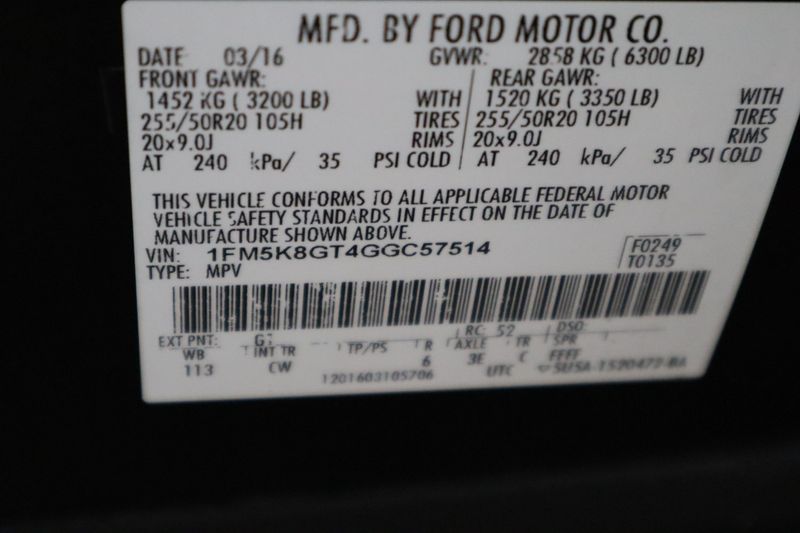 MFD. BY FORD MOTOR CO.
DATE 03/16 GVWR: 2858 KG ( 6300 LB)
FRONT GAWR: REAR GAWR:
1452 KG ( 3200 LB) WITH 1520 KG ( 3350 LB) WITH
255/50R20 105H TIRES 255/50R20 105H TIRES
20x9.0J RIMS 20x9.0J RIMS
AT 240 kPa/ 35 PSI COLD AT 240 kPa/ 35 PSI COLD
THIS VEHICLE CONFORMS TO ALL APPLICABLE FEDERAL MOTOR
VEHICLE SAFETY STANDARDS IN EFFECT ON THE DATE OF
MANUFACTURE SHOWN ABOVE.
VIN: 1FM5K8GT4GGC57514 F0249
TYPE: MPV T0135
EXT PNT: RC: 52 DSO:
WB INT TR TP/PS R AXLE TR SPR
113 CW 6 3E C FFFF
1201603105706 UTC